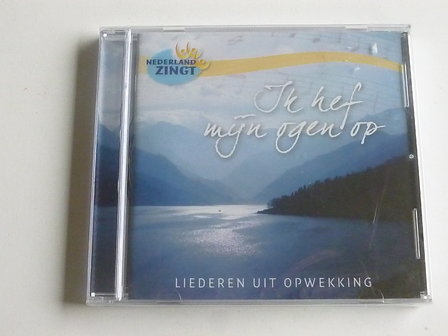 NEDERLAND
ZINGT
Ik hef
mijn ogen op
LIEDEREN UIT OPWEKKING